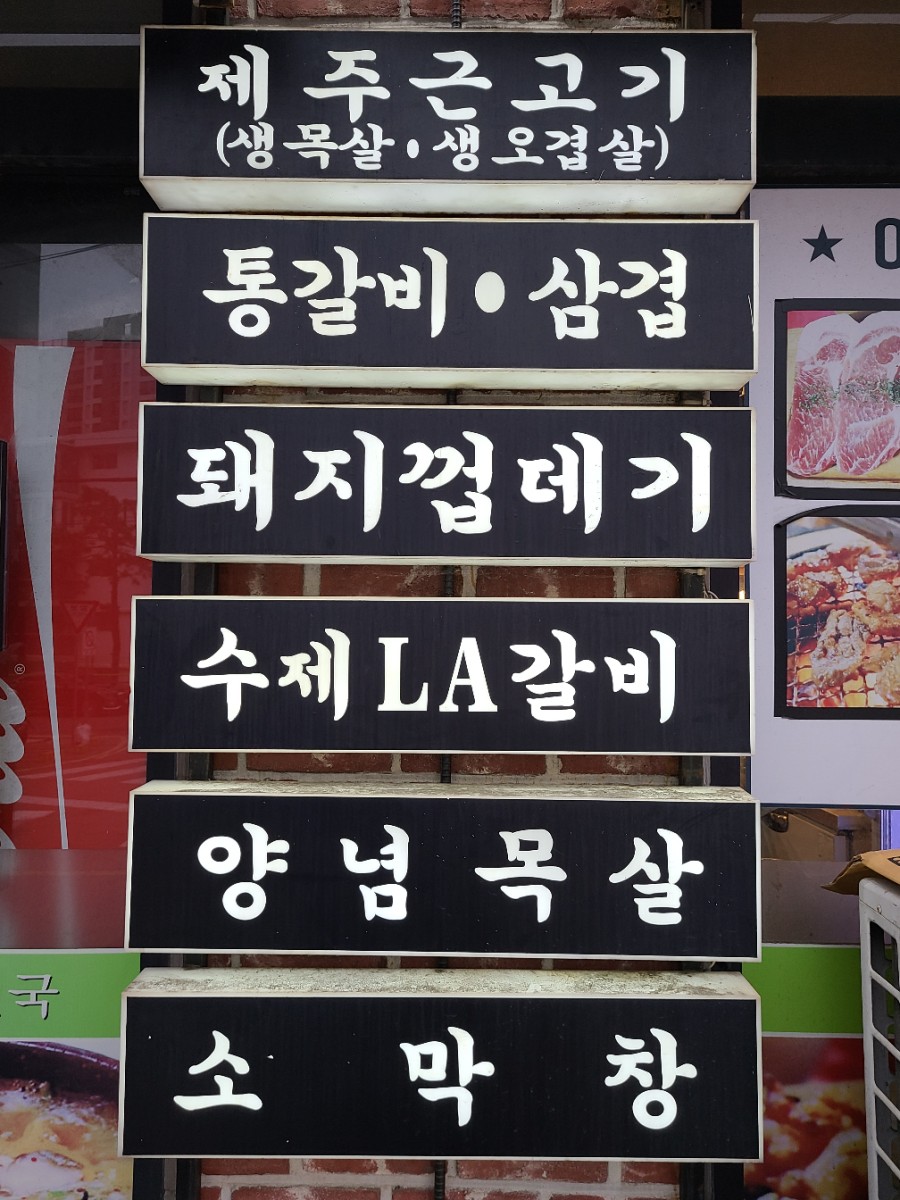 제주근고기
(생목살·생오겹살)
통갈비·삼겹
돼지껍데기
수제LA갈비
양념목살
소막창
국